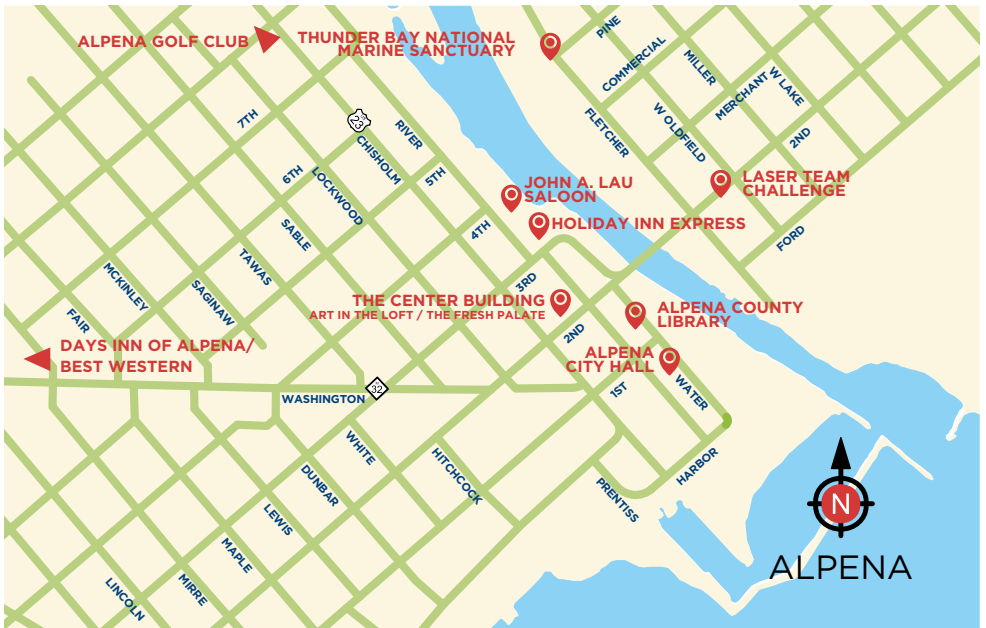 ALPENA GOLF CLUB
THUNDER BAY NATIONAL
MARINE SANCTUARY
PINE
COMMERCIAL
MILLER
W LAKE
MERCHANT
2ND
W OLDFIELD
FLETCHER
7TH
23
CHISHOLM
RIVER
5TH
6TH
LOCKWOOD
JOHN A. LAU
SALOON
LASER TEAM
CHALLENGE
HOLIDAY INN EXPRESS
4TH
FORD
SABLE
TAWAS
MCKINLEY
SAGINAW
3RD
THE CENTER BUILDING
ART IN THE LOFT / THE FRESH PALATE
ALPENA COUNTY
LIBRARY
FAIR
2ND
DAYS INN OF ALPENA/
BEST WESTERN
ALPENA
CITY HALL
32
WASHINGTON
1ST
WATER
WHITE
HITCHCOCK
HARBOR
DUNBAR
PRENTISS
LEWIS
N
MAPLE
ALPENA
MIRRE
LINCOLN